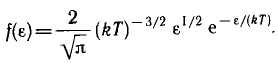 f(ε) = 2/√π (kT)^{-3/2} ε^{1/2} e^{-ε/(kT)}.